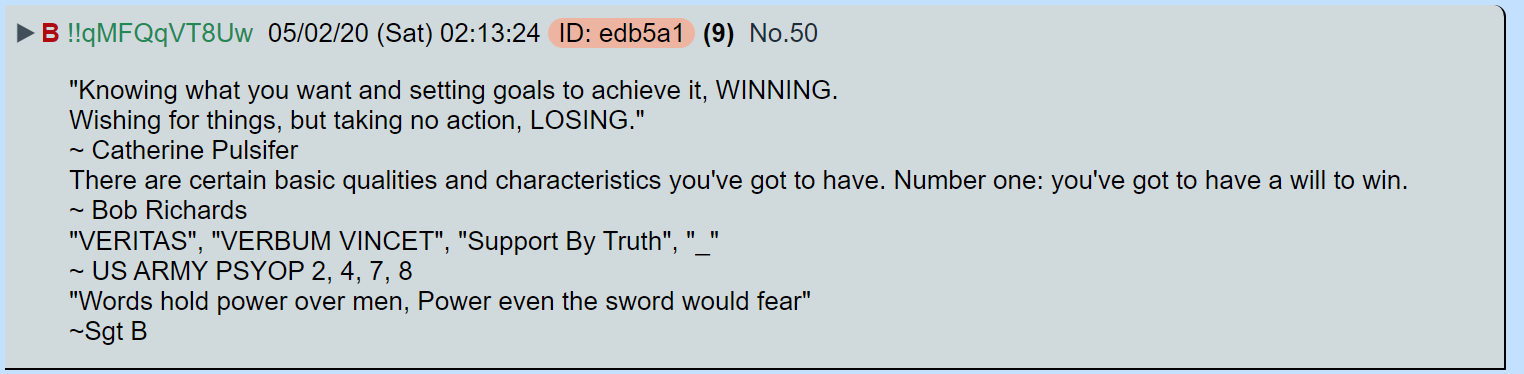 ▶ B !!qMFQqVT8Uw 05/02/20 (Sat) 02:13:24 ID: edb5a1 (9) No.50
"Knowing what you want and setting goals to achieve it, WINNING.
Wishing for things, but taking no action, LOSING."
~ Catherine Pulsifer
There are certain basic qualities and characteristics you've got to have. Number one: you've got to have a will to win.
~ Bob Richards
"VERITAS", "VERBUM VINCET", "Support By Truth", "_"
~ US ARMY PSYOP 2, 4, 7, 8
"Words hold power over men, Power even the sword would fear"
~Sgt B